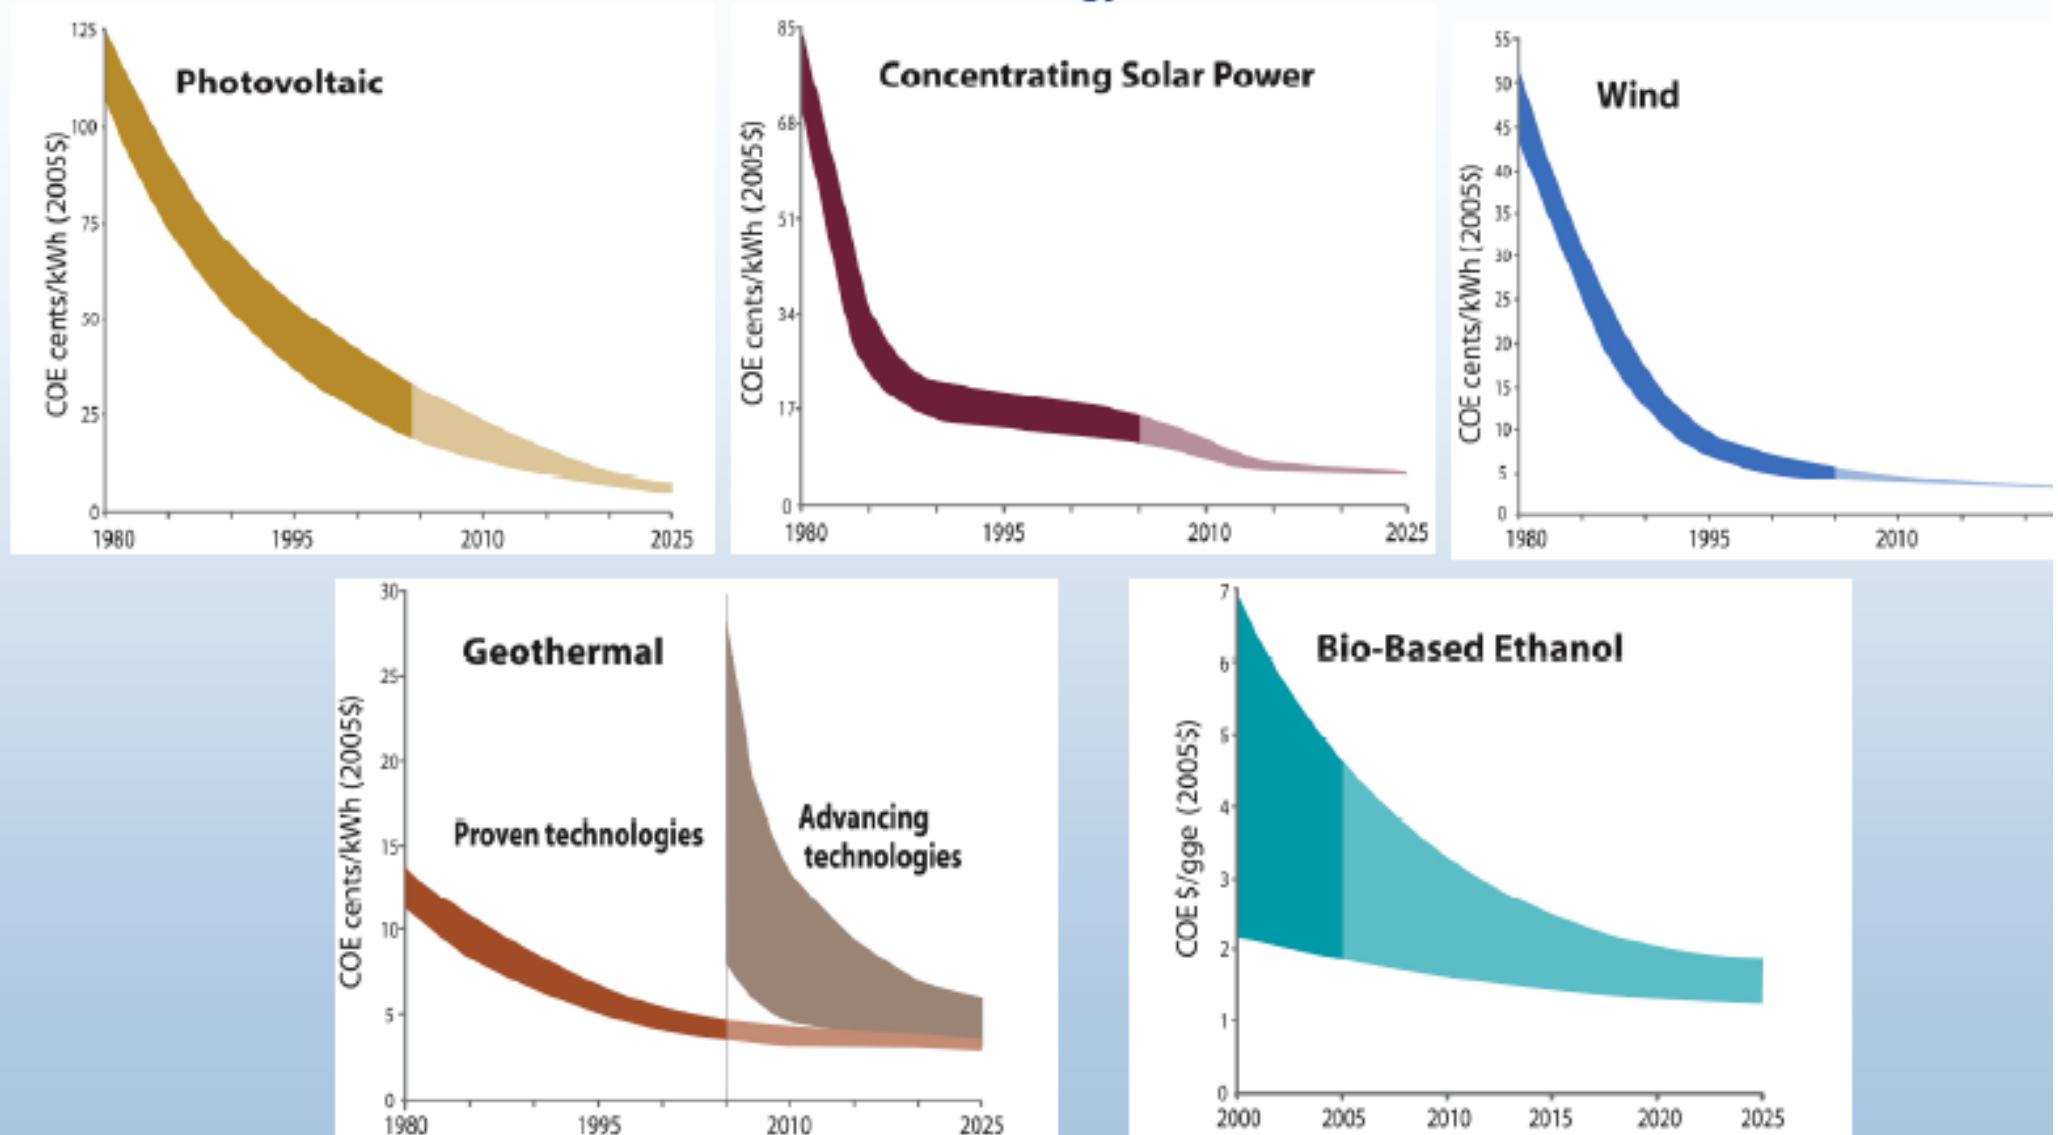 Photovoltaic
COE cents/kWh (2005$)
125
100
75
50
25
0
1980 1995 2010 2025
Concentrating Solar Power
COE cents/kWh (2005$)
85
68
51
34
17
0
1980 1995 2010 2025
Wind
COE cents/kWh (2005$)
55
50
45
40
35
30
25
20
15
10
5
0
1980 1995 2010
Geothermal
COE cents/kWh (2005$)
30
25
20
15
10
5
0
Proven technologies
Advancing
technologies
1980 1995 2010 2025
Bio-Based Ethanol
COE $/gge (2005$)
7
6
5
4
3
2
1
0
2000 2005 2010 2015 2020 2025